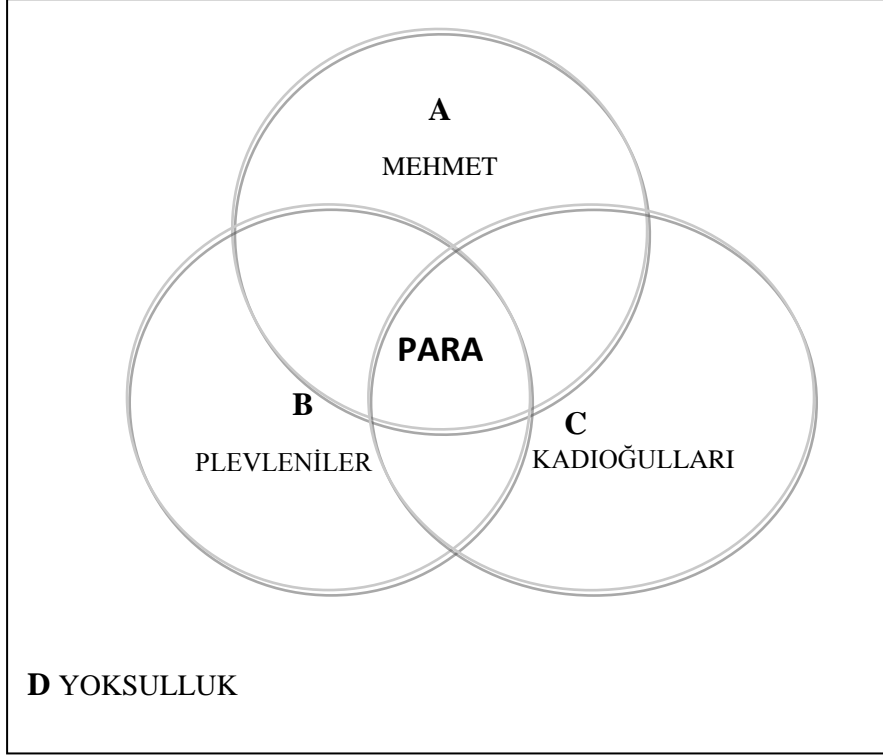 A
MEHMET
PARA
B
C
PLEVLENİLER
KADIOĞULLARI
D YOKSULLUK